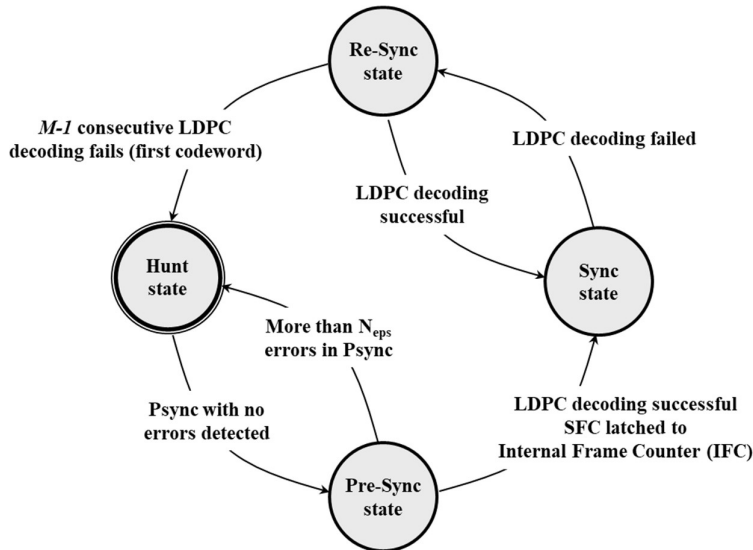 Re-Sync
state
M-1 consecutive LDPC
decoding fails (first codeword)
LDPC decoding failed
LDPC decoding
successful
Hunt
state
Sync
state
More than Neps
errors in Psync
Psync with no
errors detected
LDPC decoding successful
SFC latched to
Internal Frame Counter (IFC)
Pre-Sync
state